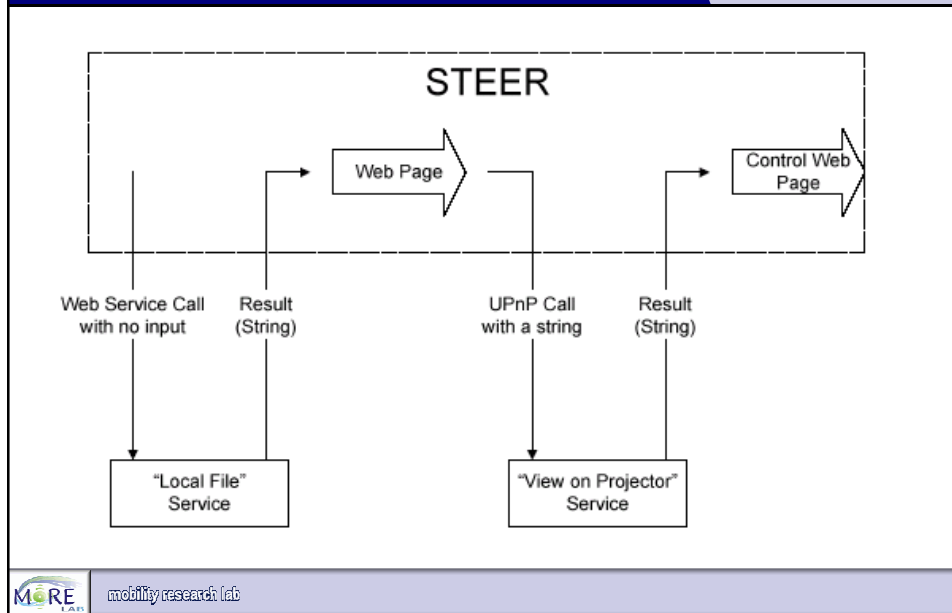 STEER
Web Page
Control Web
Page
Web Service Call
with no input
Result
(String)
UPnP Call
with a string
Result
(String)
“Local File”
Service
“View on Projector”
Service
MORE
LAB
mobility research lab